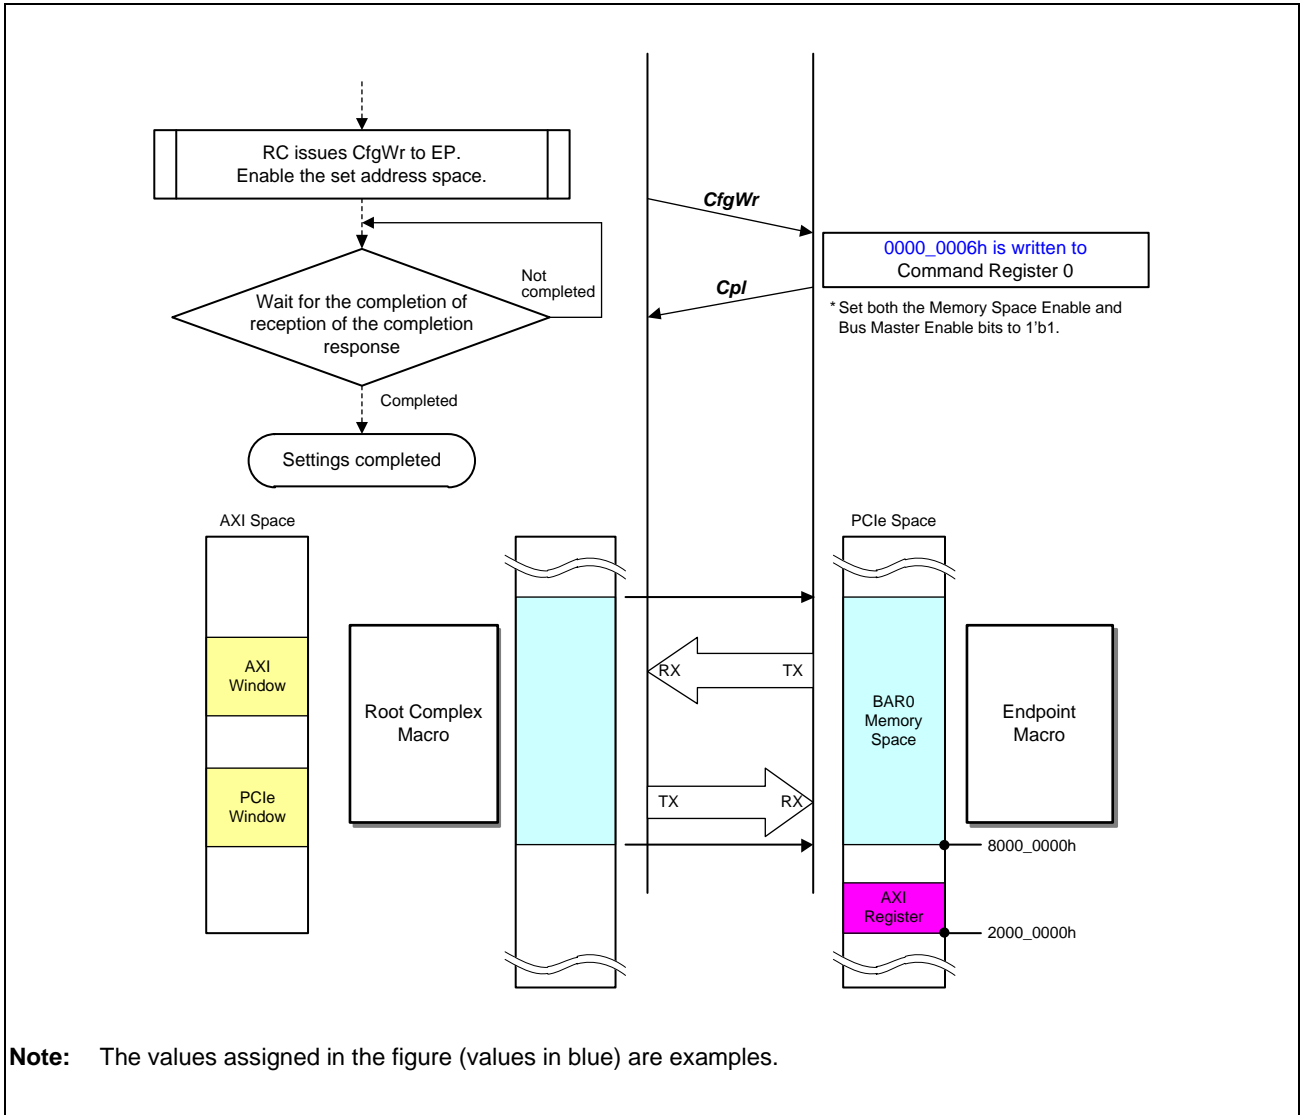 RC issues CfgWr to EP.
Enable the set address space.
CfgWr
0000_0006h is written to
Command Register 0
Not
completed
Cpl
Wait for the completion of
reception of the completion
response
* Set both the Memory Space Enable and
Bus Master Enable bits to 1'b1.
Completed
Settings completed
AXI Space
PCIe Space
AXI
Window
RX
TX
Root Complex
Macro
BAR0
Memory
Space
Endpoint
Macro
PCIe
Window
TX
RX
8000_0000h
AXI
Register
2000_0000h
Note: The values assigned in the figure (values in blue) are examples.